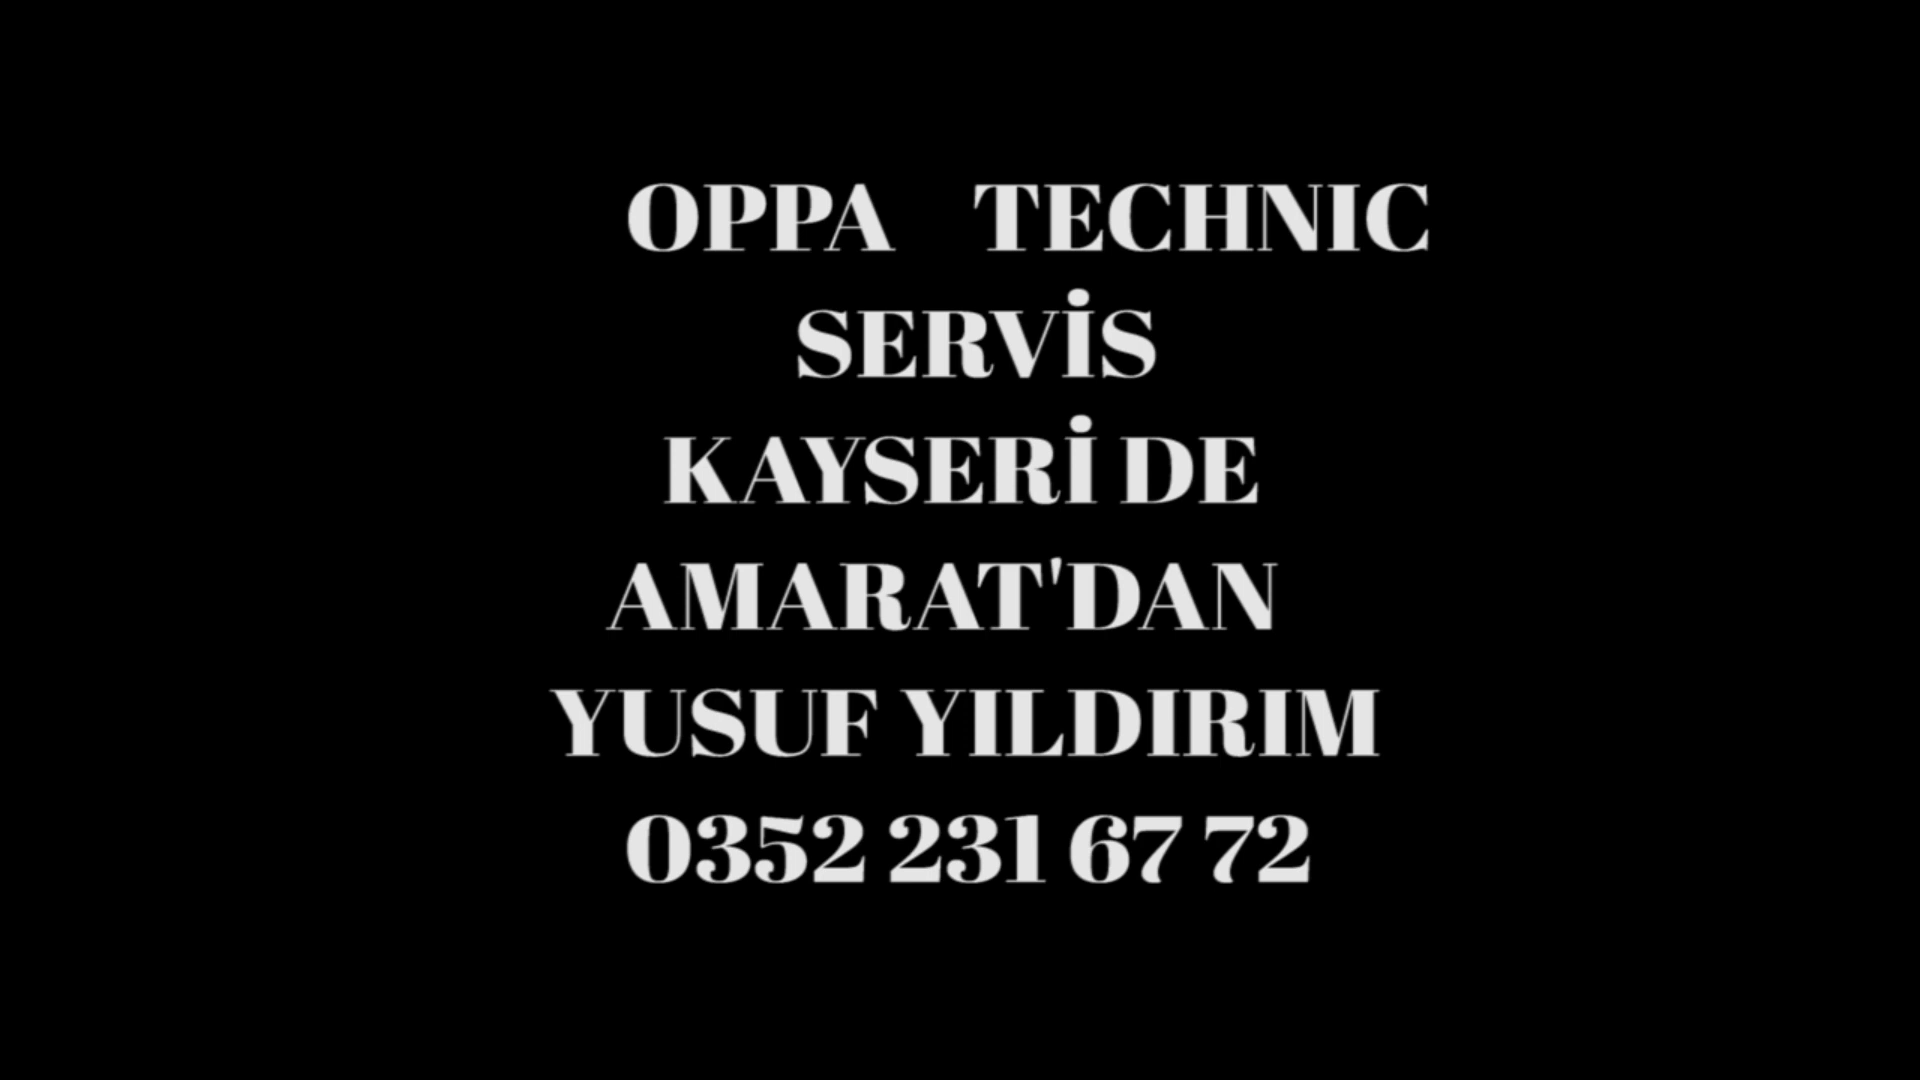 OPPA TECHNIC
SERVİS
KAYSERİ DE
AMARAT'DAN
YUSUF YILDIRIM
0352 231 67 72